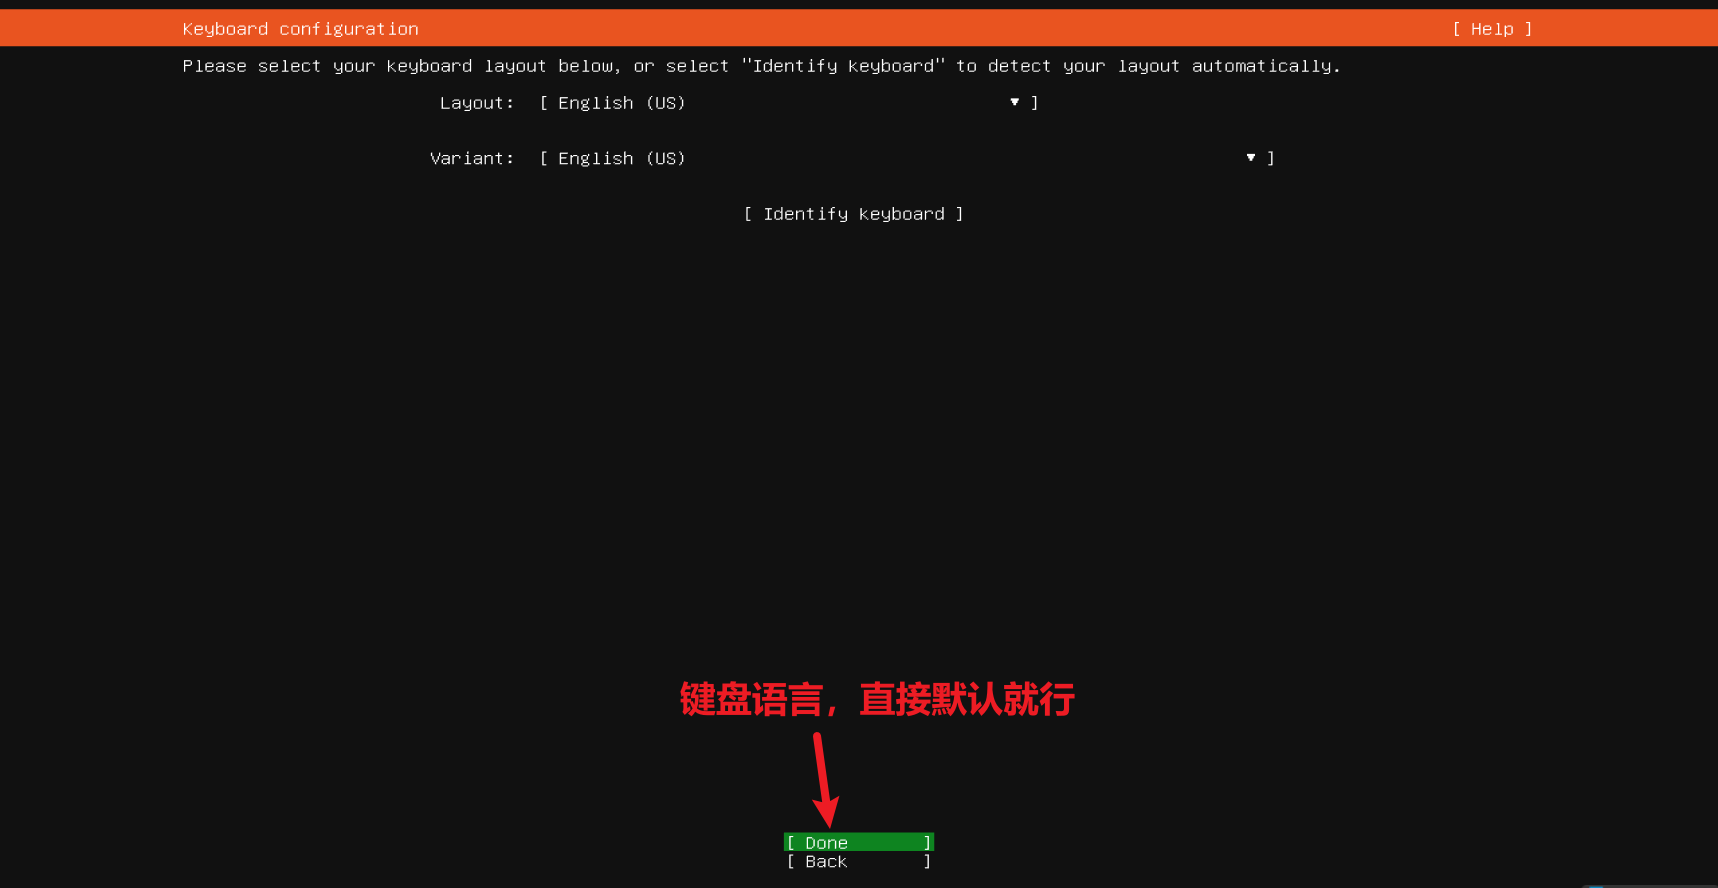 Keyboard configuration [ Help ]
Please select your keyboard layout below, or select "Identify keyboard" to detect your layout automatically.
Layout: [ English (US) ▼ ]
Variant: [ English (US) ▼ ]
[ Identify keyboard ]
键盘语言，直接默认就行
[ Done ]
[ Back ]